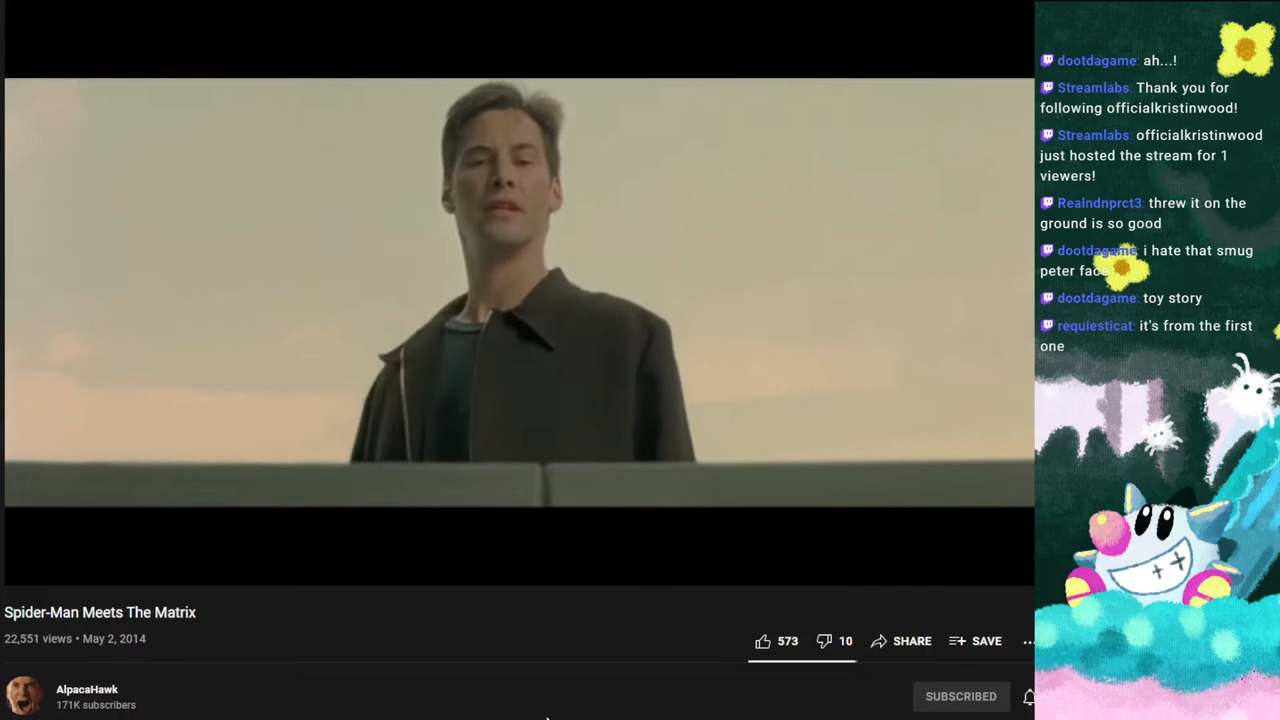 dootdagame: ah...!
Streamlabs: Thank you for
following officialkristinwood!
Streamlabs: officialkristinwood
just hosted the stream for 1
viewers!
Realndnprct3: threw it on the
ground is so good
dootdagame: i hate that smug
peter face
dootdagame: toy story
requiesticat: it's from the first
one
Spider-Man Meets The Matrix
22,551 views • May 2, 2014
573 10 SHARE SAVE ...
AlpacaHawk
171K subscribers
SUBSCRIBED